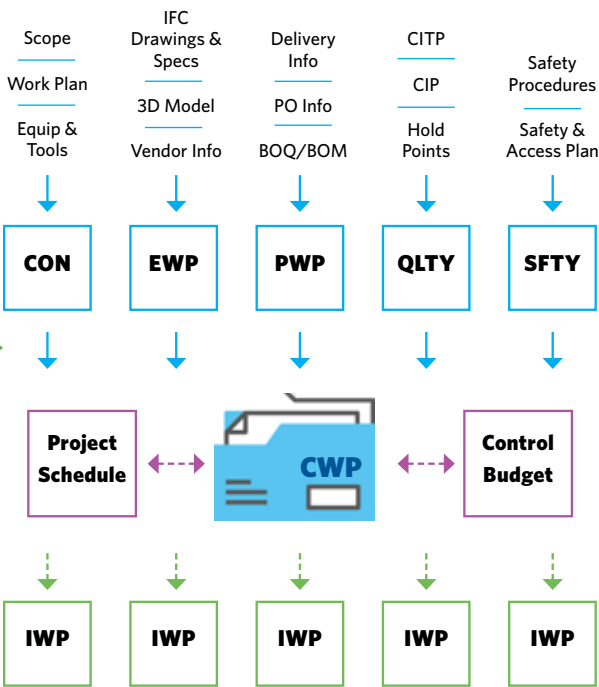 Scope
Work Plan
Equip &
Tools
IFC
Drawings &
Specs
3D Model
Vendor Info
Delivery
Info
PO Info
BOQ/BOM
CITP
CIP
Hold
Points
Safety
Procedures
Safety &
Access Plan
CON
EWP
PWP
QLTY
SFTY
Project
Schedule
CWP
Control
Budget
IWP
IWP
IWP
IWP
IWP